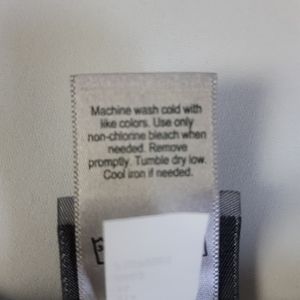 Machine wash cold with
like colors. Use only
non-chlorine bleach when
needed. Remove
promptly. Tumble dry low.
Cool iron if needed.